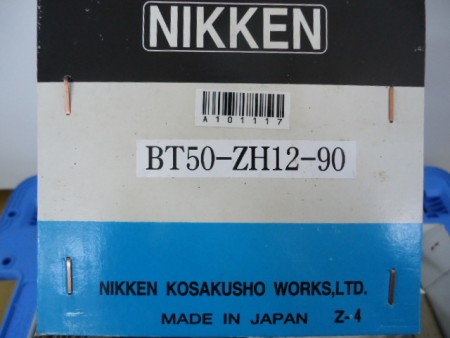 NIKKEN
A101117
BT50-ZH12-90
NIKKEN KOSAKUSHO WORKS,LTD.
MADE IN JAPAN Z-4